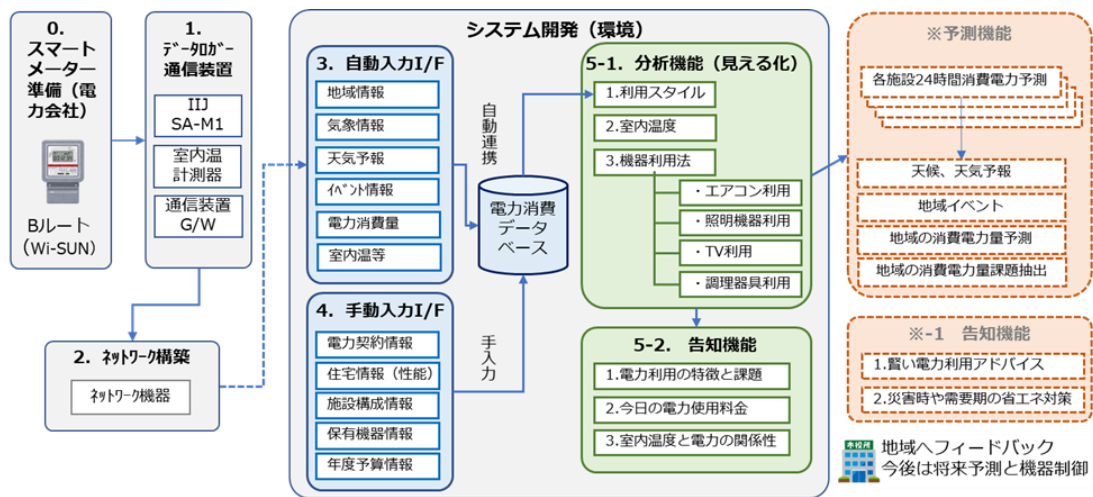 0.
スマート
メーター
準備（電
力会社）
Bルート
（Wi-SUN）
1.
ﾃﾞｰﾀﾛｶﾞｰ
通信装置
IIJ
SA-M1
室内温
計測器
通信装置
G/W
2. ﾈｯﾄﾜｰｸ構築
ﾈｯﾄﾜｰｸ機器
システム開発（環境）
3. 自動入力I/F
地域情報
気象情報
天気予報
ｲﾍﾞﾝﾄ情報
電力消費量
室内温等
4. 手動入力I/F
電力契約情報
住宅情報（性能）
施設構成情報
保有機器情報
年度予算情報
自動連携
電力消費
データ
ベース
手入力
5-1. 分析機能（見える化）
1.利用スタイル
2.室内温度
3.機器利用法
・エアコン利用
・照明機器利用
・TV利用
・調理器具利用
5-2. 告知機能
1.電力利用の特徴と課題
2.今日の電力使用料金
3.室内温度と電力の関係性
※予測機能
各施設24時間消費電力予測
天候、天気予報
地域イベント
地域の消費電力量予測
地域の消費電力量課題抽出
※-1 告知機能
1.賢い電力利用アドバイス
2.災害時や需要期の省エネ対策
市役所
地域へフィードバック
今後は将来予測と機器制御